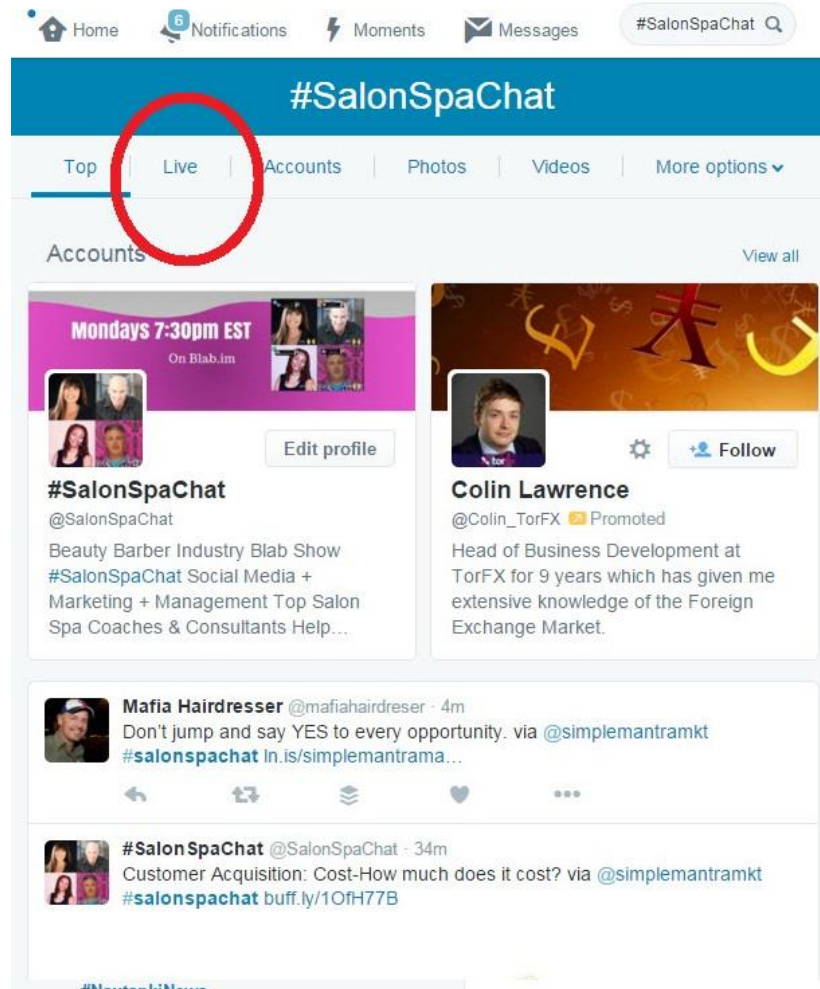 Home 6 Notifications Moments Messages #SalonSpaChat
#SalonSpaChat
Top Live Accounts Photos Videos More options
Accounts View all
Mondays 7:30pm EST
On Blab.im
Edit profile
#SalonSpaChat
@SalonSpaChat
Beauty Barber Industry Blab Show
#SalonSpaChat Social Media +
Marketing + Management Top Salon
Spa Coaches & Consultants Help...
tor
Follow
Colin Lawrence
@Colin_TorFX Promoted
Head of Business Development at
TorFX for 9 years which has given me
extensive knowledge of the Foreign
Exchange Market.
Mafia Hairdresser @mafiahairdreser · 4m
Don't jump and say YES to every opportunity. via @simplemantramkt
#salonspachat ln.is/simplemantrama...
#SalonSpaChat @SalonSpaChat · 34m
Customer Acquisition: Cost-How much does it cost? via @simplemantramkt
#salonspachat buff.ly/1OfH77B